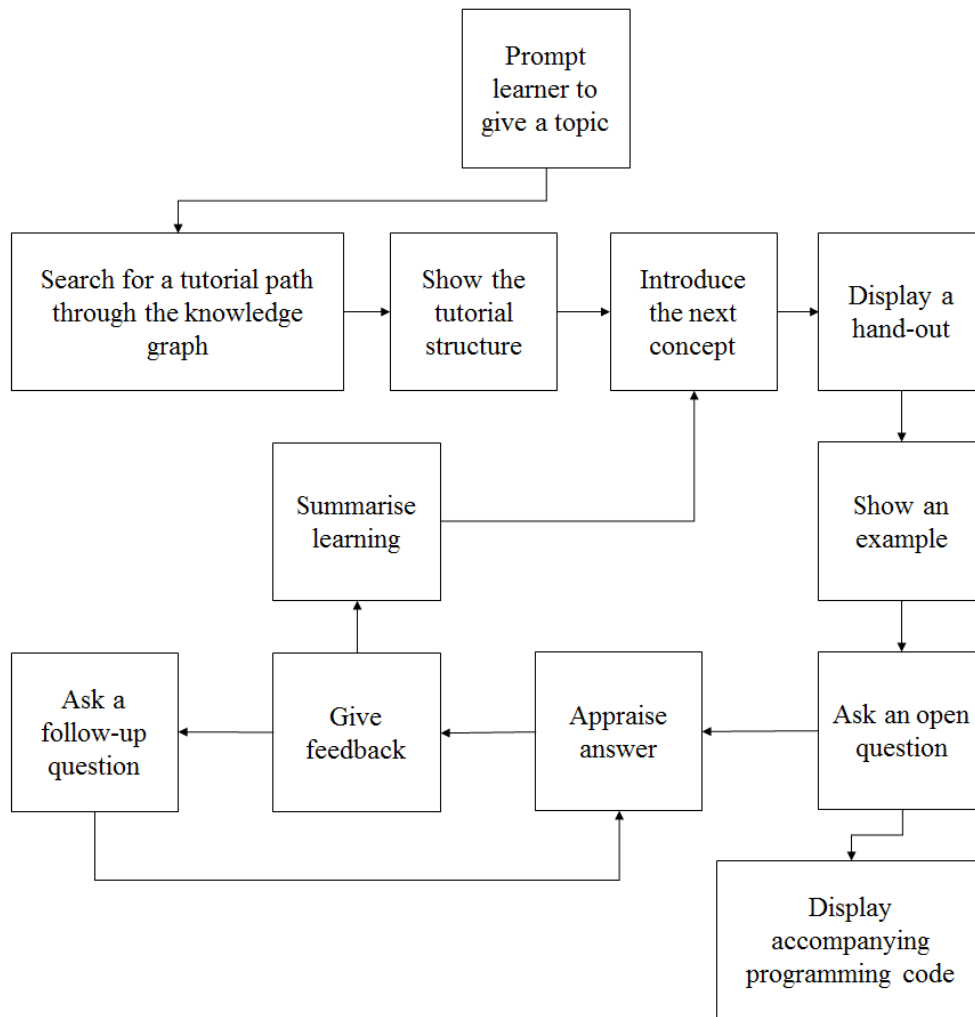 Prompt
learner to
give a topic
Search for a tutorial path
through the knowledge
graph
Show the
tutorial
structure
Introduce
the next
concept
Display a
hand-out
Summarise
learning
Show an
example
Ask a
follow-up
question
Give
feedback
Appraise
answer
Ask an open
question
Display
accompanying
programming code